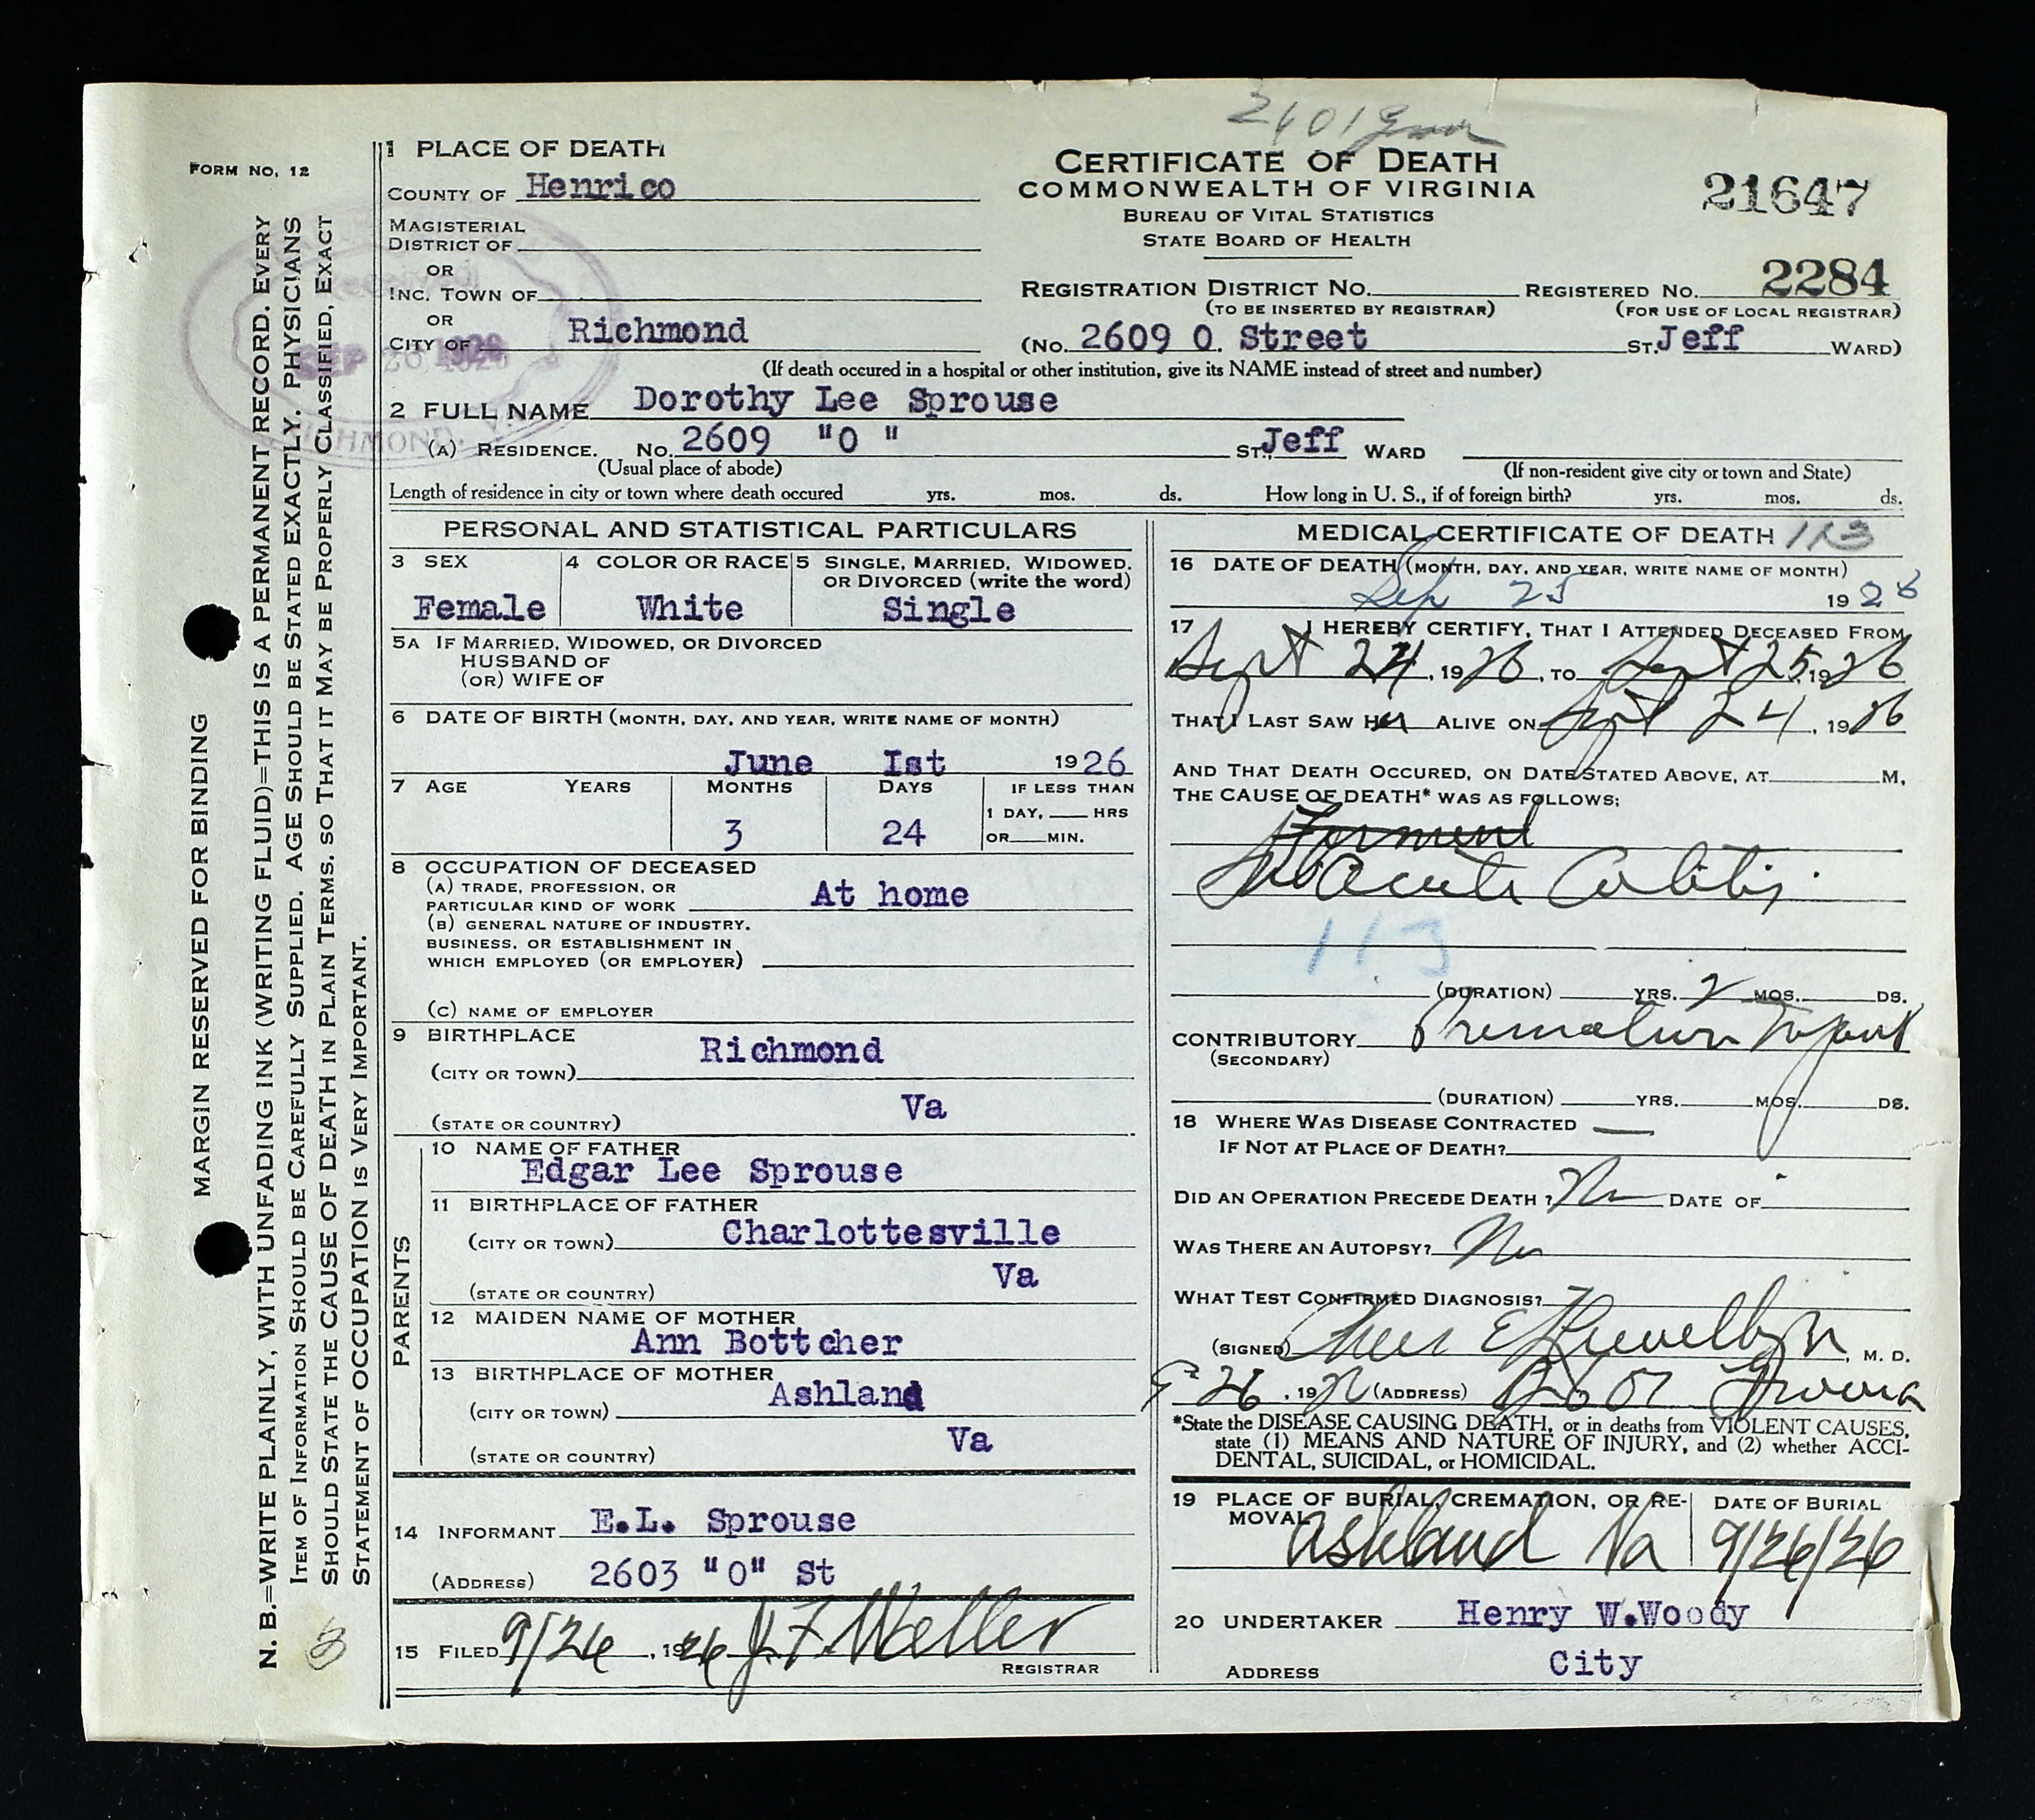 FORM NO. 12
MARGIN RESERVED FOR BINDING
N. B.=WRITE PLAINLY, WITH UNFADING INK (WRITING FLUID)=THIS IS A PERMANENT RECORD. EVERY
ITEM OF INFORMATION SHOULD BE CAREFULLY SUPPLIED. AGE SHOULD BE STATED EXACTLY. PHYSICIANS
SHOULD STATE THE CAUSE OF DEATH IN PLAIN TERMS, SO THAT IT MAY BE PROPERLY CLASSIFIED, EXACT
STATEMENT OF OCCUPATION IS VERY IMPORTANT.
1 PLACE OF DEATH
COUNTY OF Henrico
MAGISTERIAL
DISTRICT OF
OR
INC. TOWN OF
OR
CITY OF Richmond
CERTIFICATE OF DEATH
COMMONWEALTH OF VIRGINIA
BUREAU OF VITAL STATISTICS
STATE BOARD OF HEALTH
21647
REGISTRATION DISTRICT NO. REGISTERED NO. 2284
(TO BE INSERTED BY REGISTRAR) (FOR USE OF LOCAL REGISTRAR)
(NO. 2609 O. Street ST. Jeff WARD)
(If death occured in a hospital or other institution, give its NAME instead of street and number)
2 FULL NAME Dorothy Lee Sprouse
(A) RESIDENCE. NO. 2609 "O " ST., Jeff WARD
(Usual place of abode) (If non-resident give city or town and State)
Length of residence in city or town where death occured yrs. mos. ds. How long in U. S., if of foreign birth? yrs. mos. ds.
PERSONAL AND STATISTICAL PARTICULARS
3 SEX 4 COLOR OR RACE 5 SINGLE, MARRIED, WIDOWED,
OR DIVORCED (write the word)
Female White Single
5A IF MARRIED, WIDOWED, OR DIVORCED
HUSBAND OF
(OR) WIFE OF
6 DATE OF BIRTH (MONTH, DAY, AND YEAR, WRITE NAME OF MONTH)
June Ist 1926
7 AGE YEARS MONTHS DAYS IF LESS THAN
1 DAY, HRS
3 24 OR MIN.
8 OCCUPATION OF DECEASED
(A) TRADE, PROFESSION, OR
PARTICULAR KIND OF WORK At home
(B) GENERAL NATURE OF INDUSTRY,
BUSINESS, OR ESTABLISHMENT IN
WHICH EMPLOYED (OR EMPLOYER)
(C) NAME OF EMPLOYER
9 BIRTHPLACE
Richmond
(CITY OR TOWN)
Va
(STATE OR COUNTRY)
PARENTS
10 NAME OF FATHER
Edgar Lee Sprouse
11 BIRTHPLACE OF FATHER
(CITY OR TOWN) Charlottesville
Va
(STATE OR COUNTRY)
12 MAIDEN NAME OF MOTHER
Ann Bottcher
13 BIRTHPLACE OF MOTHER
Ashland
(CITY OR TOWN)
Va
(STATE OR COUNTRY)
14 INFORMANT E.L. Sprouse
(ADDRESS) 2603 "O" St
15 FILED 9/26, 1926 J. F. Weller
REGISTRAR
MEDICAL CERTIFICATE OF DEATH 113
16 DATE OF DEATH (MONTH, DAY, AND YEAR, WRITE NAME OF MONTH)
Sep 25 1926
17 I HEREBY CERTIFY, THAT I ATTENDED DECEASED FROM
Sept 24, 1926, TO Sept 25, 1926
THAT I LAST SAW HER ALIVE ON Sept 24, 1926
AND THAT DEATH OCCURED, ON DATE STATED ABOVE, AT M.
THE CAUSE OF DEATH* WAS AS FOLLOWS:
Acute Colitis
113
(DURATION) YRS. 2 MOS. DS.
CONTRIBUTORY Premature Infant
(SECONDARY)
(DURATION) YRS. MOS. DS.
18 WHERE WAS DISEASE CONTRACTED —
IF NOT AT PLACE OF DEATH?
DID AN OPERATION PRECEDE DEATH? No DATE OF
WAS THERE AN AUTOPSY? No
WHAT TEST CONFIRMED DIAGNOSIS?
(SIGNED) E Llewellyn, M. D.
26, 19 (ADDRESS)
*State the DISEASE CAUSING DEATH, or in deaths from VIOLENT CAUSES,
state (1) MEANS AND NATURE OF INJURY, and (2) whether ACCI-
DENTAL, SUICIDAL, or HOMICIDAL.
19 PLACE OF BURIAL, CREMATION, OR RE- DATE OF BURIAL
MOVAL
Ashland Va 9/26/26
20 UNDERTAKER Henry W.Woody
ADDRESS City